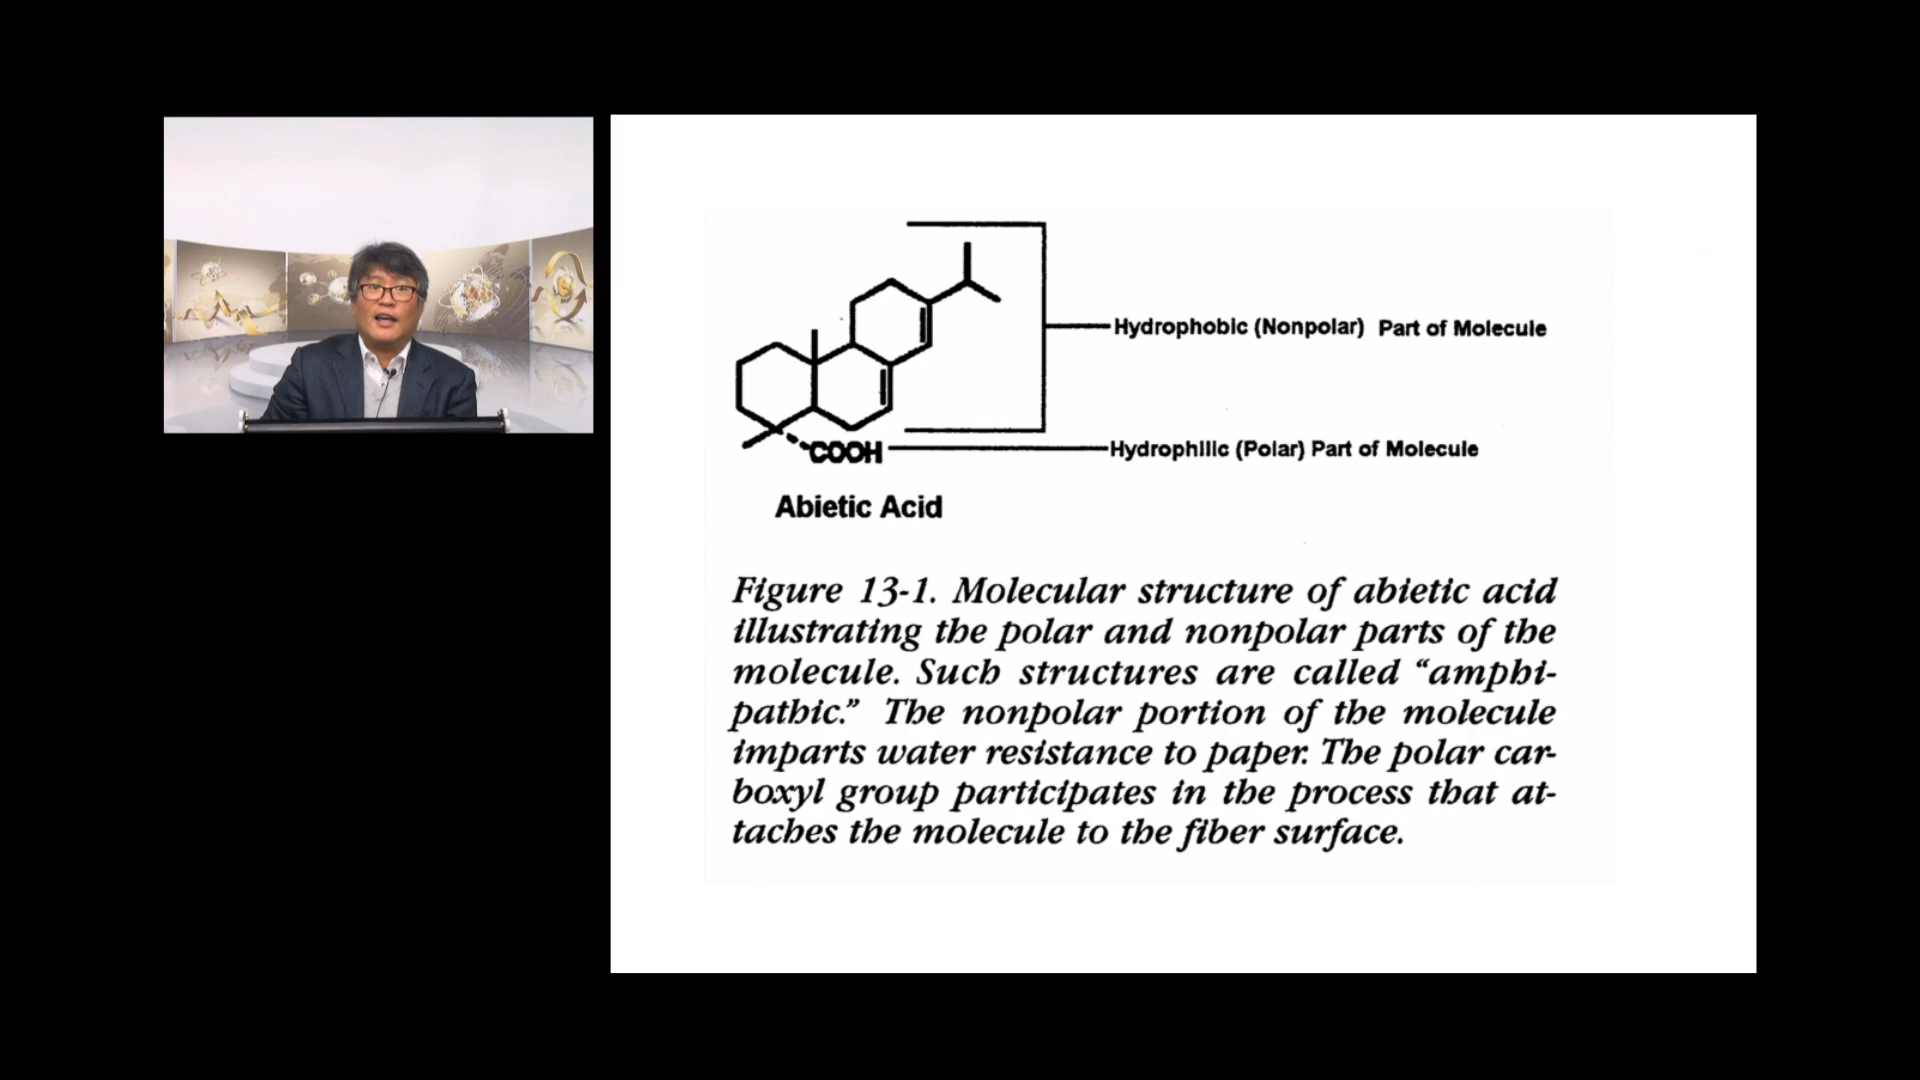 Hydrophobic (Nonpolar) Part of Molecule
COOH
Hydrophilic (Polar) Part of Molecule
Abietic Acid
Figure 13-1. Molecular structure of abietic acid
illustrating the polar and nonpolar parts of the
molecule. Such structures are called “amphi-
pathic.” The nonpolar portion of the molecule
imparts water resistance to paper. The polar car-
boxyl group participates in the process that at-
taches the molecule to the fiber surface.